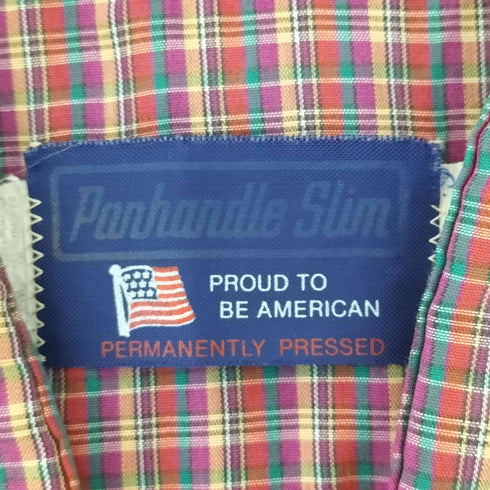 Panhandle Slim
PROUD TO
BE AMERICAN
PERMANENTLY PRESSED